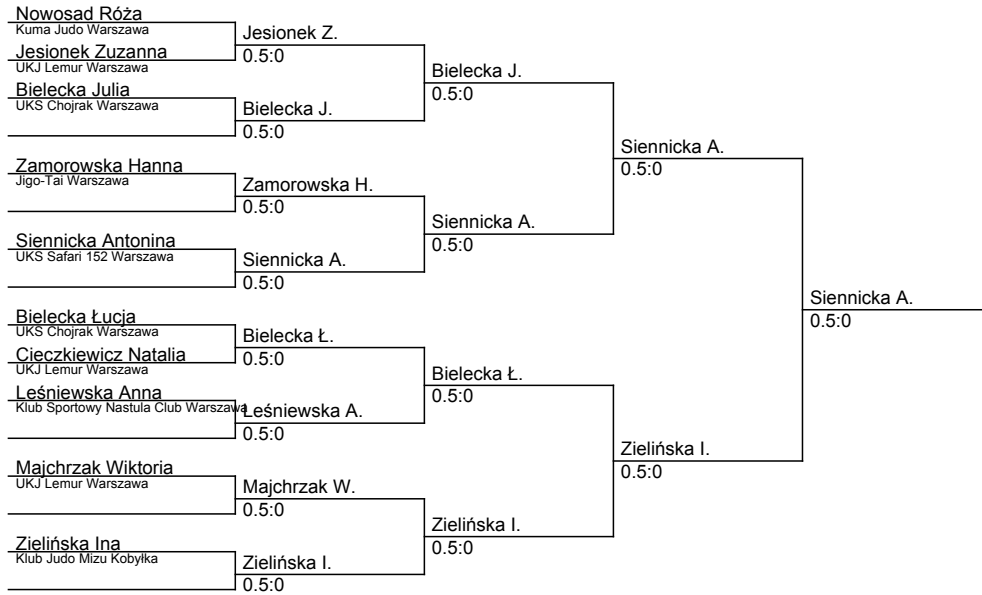 Nowosad Róża
Kuma Judo Warszawa
Jesionek Zuzanna
UKJ Lemur Warszawa
Bielecka Julia
UKS Chojrak Warszawa
Zamorowska Hanna
Jigo-Tai Warszawa
Siennicka Antonina
UKS Safari 152 Warszawa
Bielecka Łucja
UKS Chojrak Warszawa
Cieczkiewicz Natalia
UKJ Lemur Warszawa
Leśniewska Anna
Klub Sportowy Nastula Club Warszawa
Majchrzak Wiktoria
UKJ Lemur Warszawa
Zielińska Ina
Klub Judo Mizu Kobyłka
Jesionek Z.
0.5:0
Bielecka J.
0.5:0
Zamorowska H.
0.5:0
Siennicka A.
0.5:0
Bielecka Ł.
0.5:0
Leśniewska A.
0.5:0
Majchrzak W.
0.5:0
Zielińska I.
0.5:0
Bielecka J.
0.5:0
Siennicka A.
0.5:0
Bielecka Ł.
0.5:0
Zielińska I.
0.5:0
Siennicka A.
0.5:0
Zielińska I.
0.5:0
Siennicka A.
0.5:0